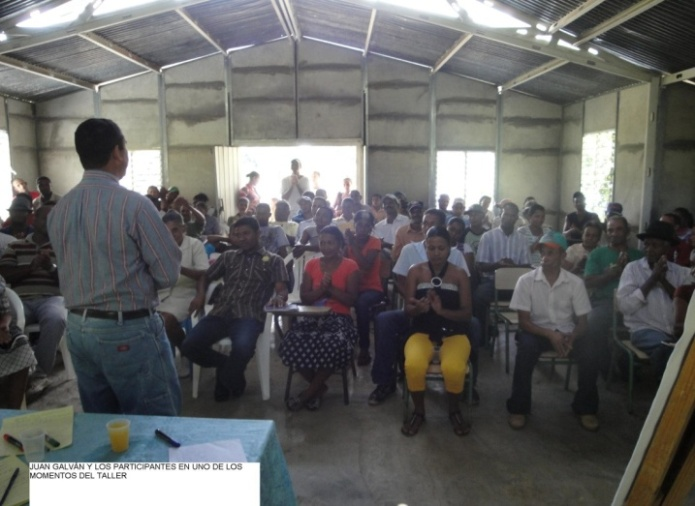 JUAN GALVÁN Y LOS PARTICIPANTES EN UNO DE LOS
MOMENTOS DEL TALLER